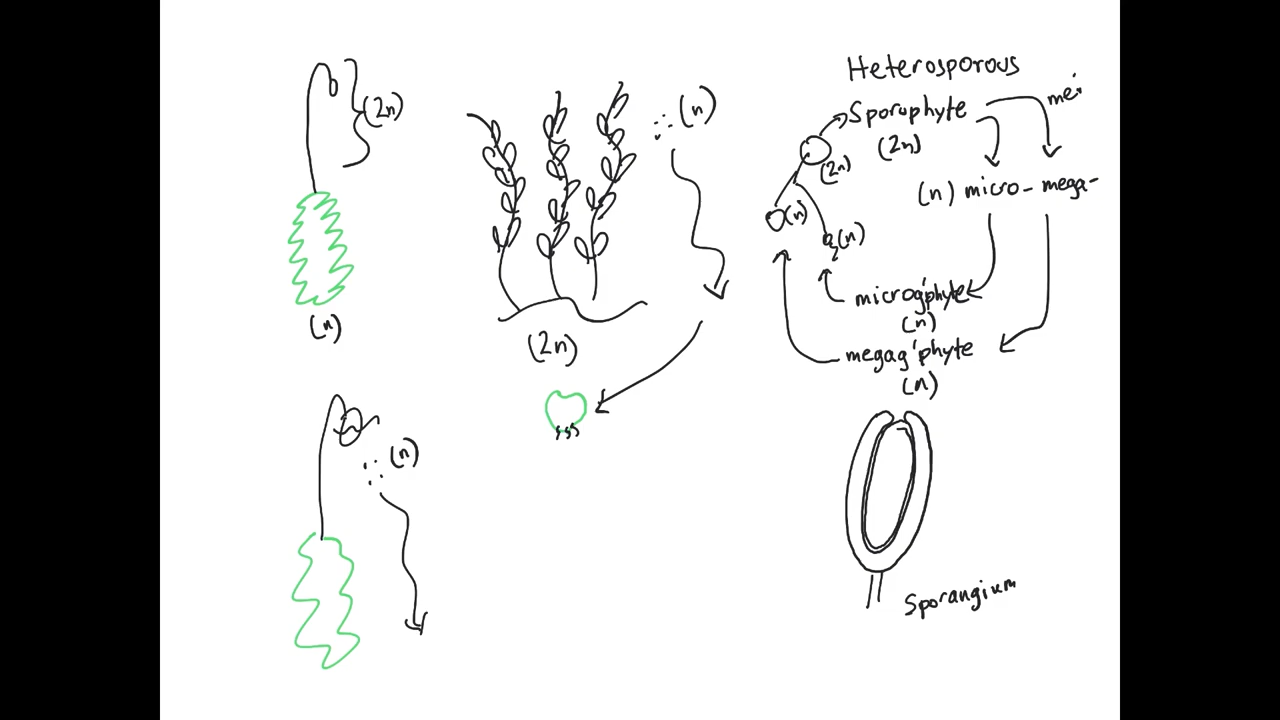 (2n)
(n)
(n)
(2n)
(n)
Heterosporous
Sporophyte
mei
(2n)
(2n)
(n) micro- mega-
(n)
(n)
microg'phyte
(n)
megag'phyte
(n)
Sporangium